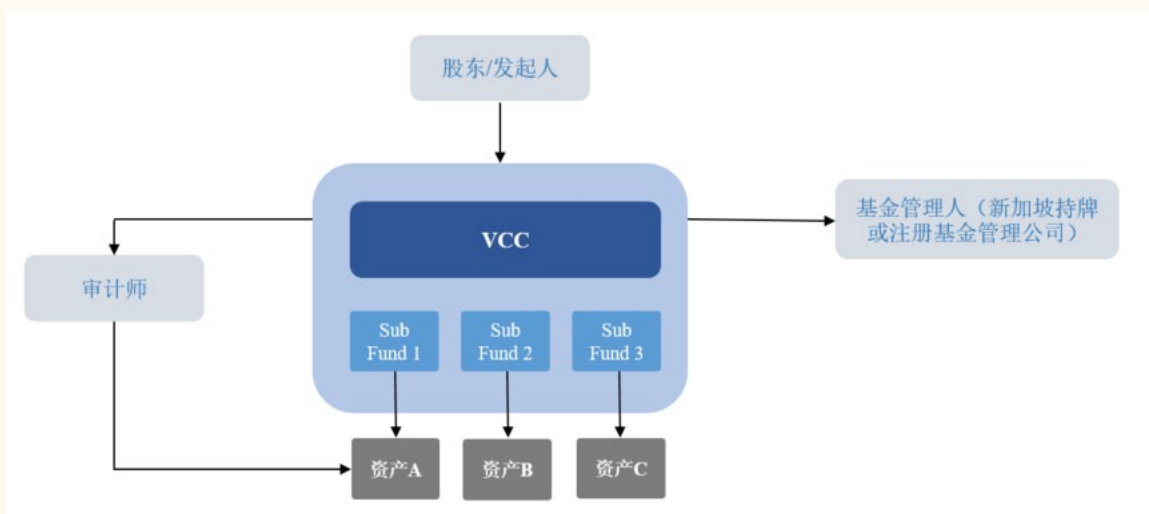 股东/发起人
VCC
基金管理人（新加坡持牌
或注册基金管理公司）
审计师
Sub
Fund 1
Sub
Fund 2
Sub
Fund 3
资产A
资产B
资产C